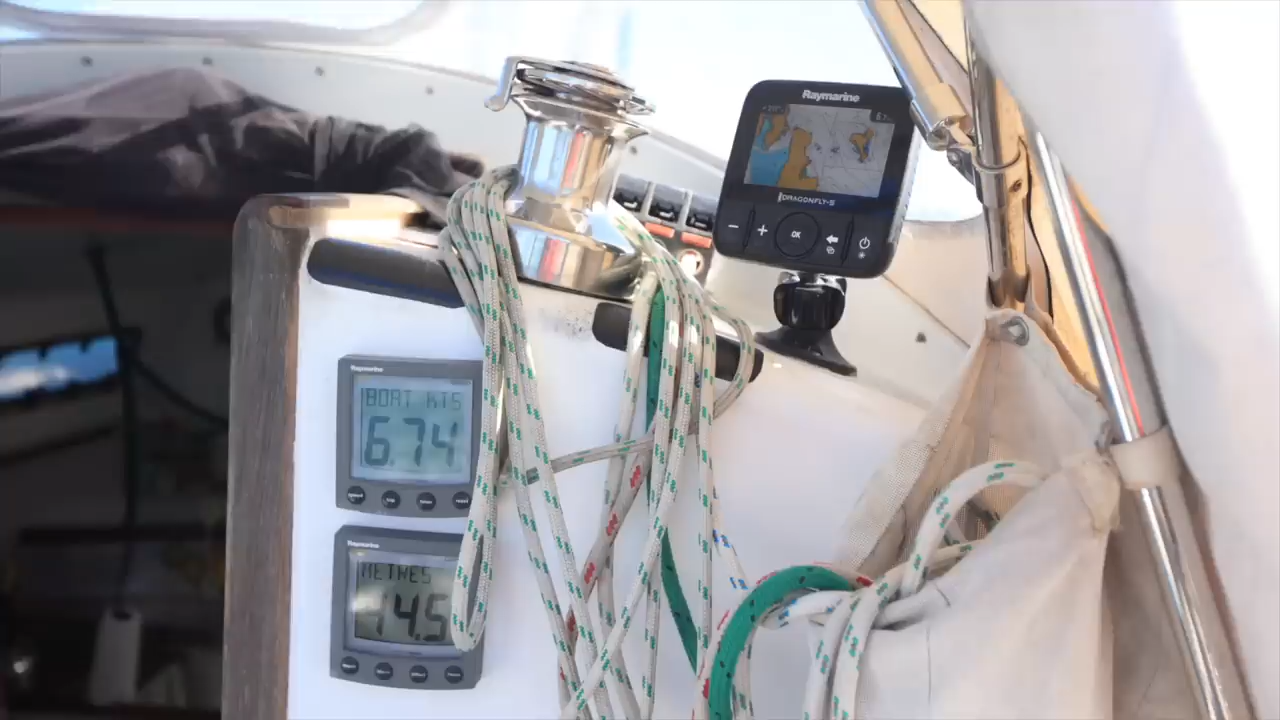 Raymarine
DRAGONFLY-5
OK
Raymarine
BOAT KTS
6.74
Raymarine
METRES
14.5